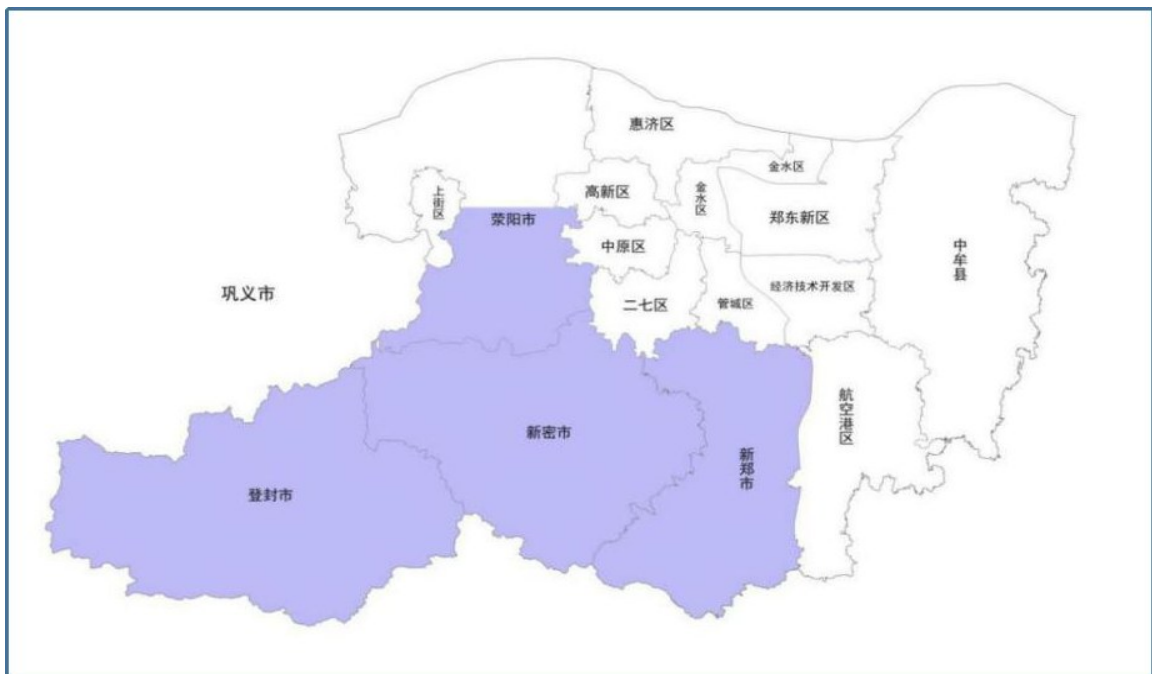 惠济区
金水区
高新区
上街区
金水区
荥阳市
郑东新区
中原区
中牟县
巩义市
经济技术开发区
二七区
管城区
航空港区
新密市
新郑市
登封市